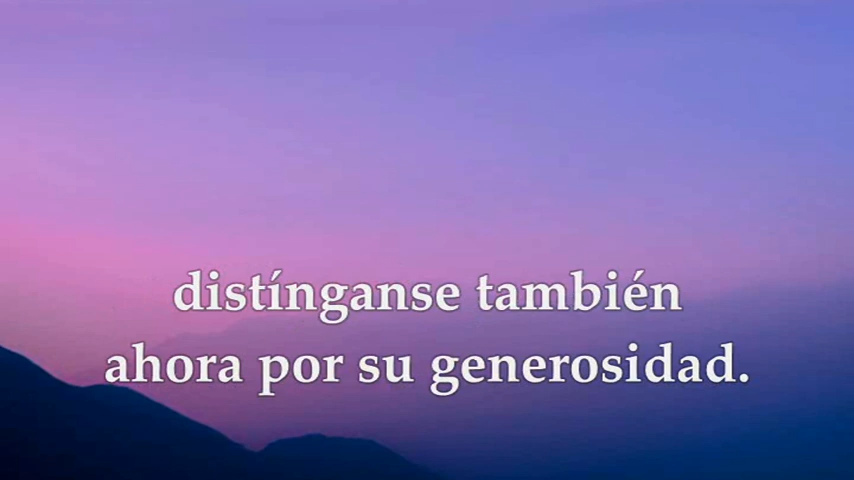 distínganse también
ahora por su generosidad.